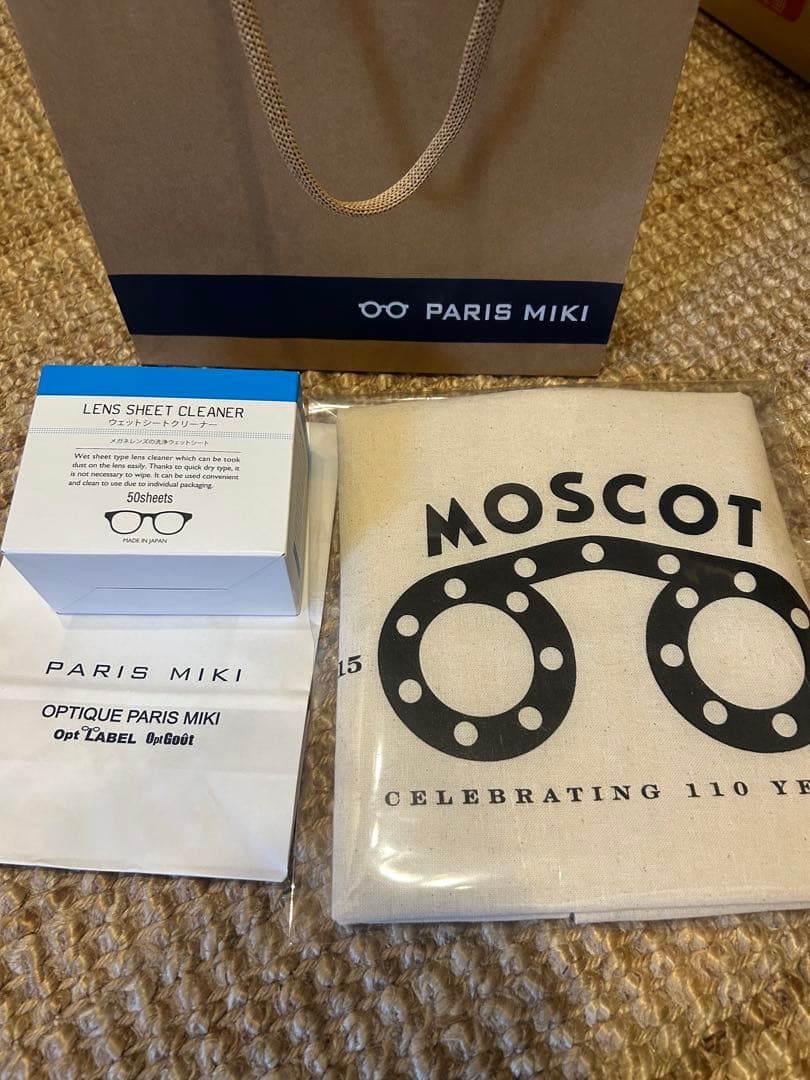 PARIS MIKI
LENS SHEET CLEANER
ウェットシートクリーナー
メガネレンズの洗浄ウェットシート
Wet sheet type lens cleaner which can be took
dust on the lens easily. Thanks to quick dry type, it
is not necessary to wipe. It can be used convenient
and clean to use due to individual packaging.
50sheets
MADE IN JAPAN
PARIS MIKI
OPTIQUE PARIS MIKI
Opt LABEL OptGoût
MOSCOT
15
CELEBRATING 110 YE